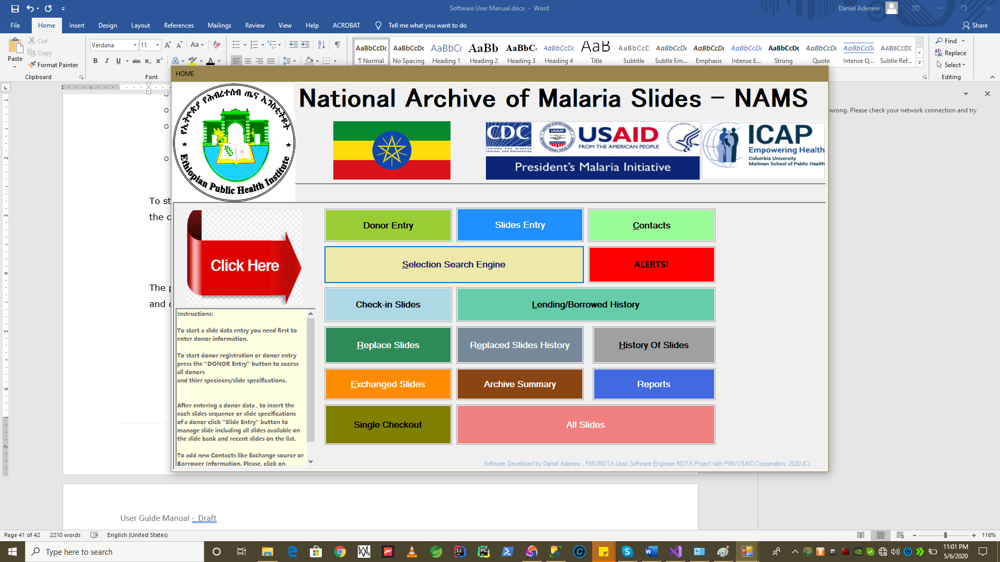 Software User Manual.docx - Word
Daniel Adenew
File Home Insert Design Layout References Mailings Review View Help ACROBAT Tell me what you want to do Share
Paste
Cut
Copy
Format Painter
Clipboard
Verdana 11
Font
AaBbCcDc AaBbCcDc AaBbCc AaBb AaBbC AaBbCcDc AaB AaBbCcD AaBbCcDt AaBbCcDt AaBbCcDt AaBbCcDc AaBbCcDt AaBbCcDt AABBCCDE
¶ Normal No Spacing Heading 1 Heading 2 Heading 3 Heading 4 Title Subtitle Subtle Em... Emphasis Intense E... Strong Quote Intense Q... Subtle Ref...
Find
Replace
Select
Editing
HOME
የኢትዮጵያ የሕብረተሰብ ጤና ኢንስቲትዩት
Ethiopian Public Health Institute
National Archive of Malaria Slides - NAMS
CDC
CENTERS FOR DISEASE CONTROL AND PREVENTION
USAID
USAID
FROM THE AMERICAN PEOPLE
President's Malaria Initiative
ICAP
Empowering Health
Columbia University
Mailman School of Public Health
wrong. Please check your network connection and try
To st
the o
The p
and
Click Here
Donor Entry Slides Entry Contacts
Selection Search Engine ALERTS!
Check-in Slides Lending/Borrowed History
Replace Slides Replaced Slides History History Of Slides
Exchanged Slides Archive Summary Reports
Single Checkout All Slides
Instructions:
To start a slide data entry you need first to
enter donor information.
To start donor registration or donor entry
press the "DONOR Entry" button to access
all donors
and thier specieces/slide specifications.
After entering a donor data , to insert the
each slides sequence or slide specifications
of a donor click "Slide Entry" button to
manage slide including all slides available on
the slide bank and recent slides on the list.
To add new Contacts like Exchange source or
Borrower Information. Please, click on
Software Developed by Daniel Adenew , PMI/MDTA Lead Software Engineer MDTA Project with PMI/USAID Cooperation, 2020 (C).
User Guide Manual - Draft
Page 41 of 42 2210 words English (United States) 116%
Type here to search
11:01 PM
5/6/2020